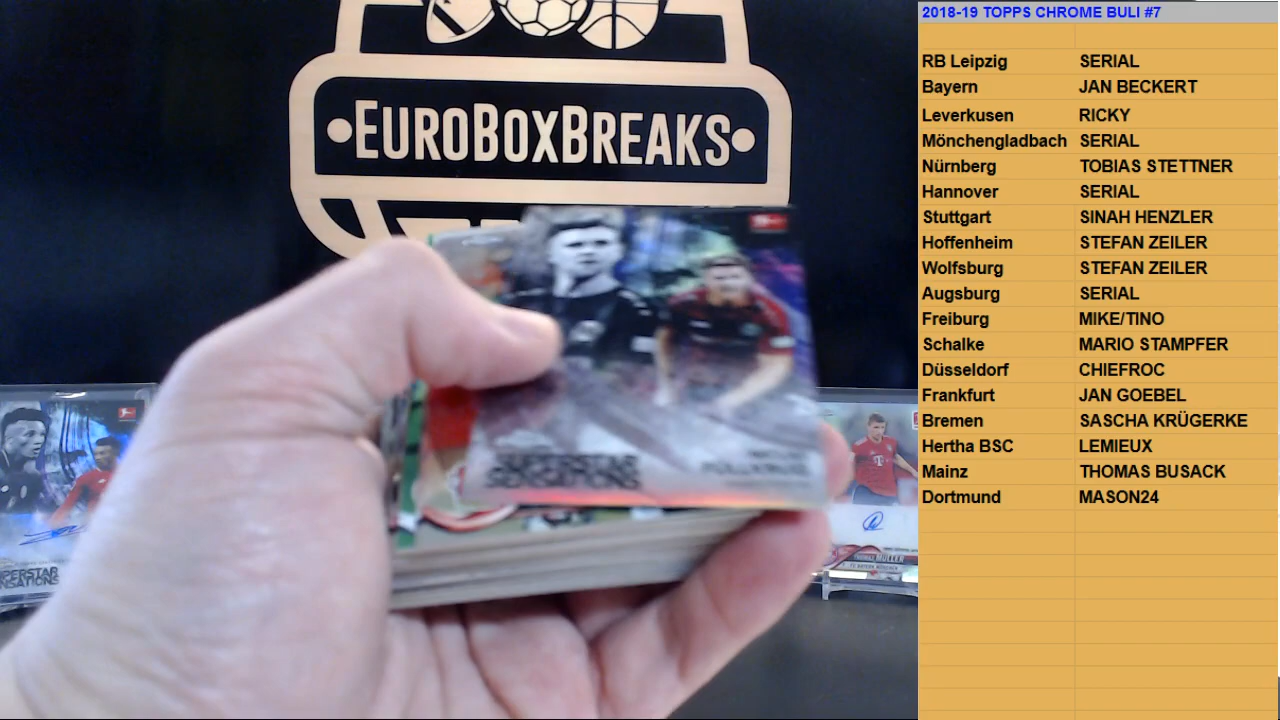 2018-19 TOPPS CHROME BULI #7
RB Leipzig SERIAL
Bayern JAN BECKERT
Leverkusen RICKY
Mönchengladbach SERIAL
Nürnberg TOBIAS STETTNER
Hannover SERIAL
Stuttgart SINAH HENZLER
Hoffenheim STEFAN ZEILER
Wolfsburg STEFAN ZEILER
Augsburg SERIAL
Freiburg MIKE/TINO
Schalke MARIO STAMPFER
Düsseldorf CHIEFROC
Frankfurt JAN GOEBEL
Bremen SASCHA KRÜGERKE
Hertha BSC LEMIEUX
Mainz THOMAS BUSACK
Dortmund MASON24
•EUROBOXBREAKS•
SUPERSTAR
SENSATIONS
FÜLLKRUG
THOMAS MÜLLER